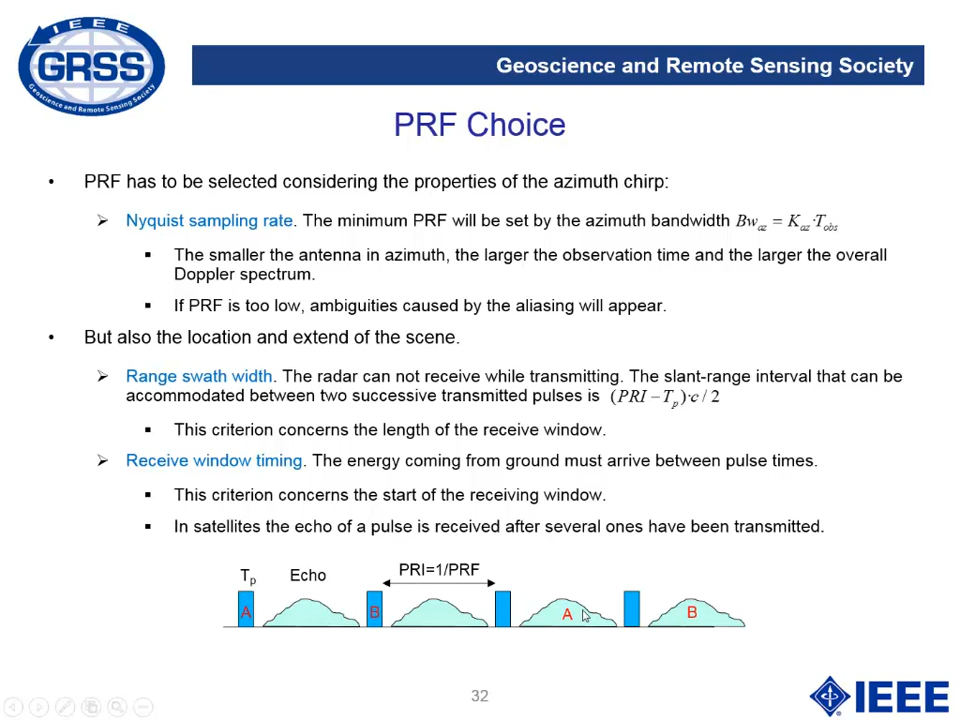 IEEE
GRSS
Geoscience and Remote Sensing Society
Geoscience and Remote Sensing Society
PRF Choice
• PRF has to be selected considering the properties of the azimuth chirp:
➢ Nyquist sampling rate. The minimum PRF will be set by the azimuth bandwidth Bw_az = K_az·T_obs
▪ The smaller the antenna in azimuth, the larger the observation time and the larger the overall
Doppler spectrum.
▪ If PRF is too low, ambiguities caused by the aliasing will appear.
• But also the location and extend of the scene.
➢ Range swath width. The radar can not receive while transmitting. The slant-range interval that can be
accommodated between two successive transmitted pulses is (PRI − T_p)·c / 2
▪ This criterion concerns the length of the receive window.
➢ Receive window timing. The energy coming from ground must arrive between pulse times.
▪ This criterion concerns the start of the receiving window.
▪ In satellites the echo of a pulse is received after several ones have been transmitted.
T_p Echo PRI=1/PRF
A B A B
32
IEEE